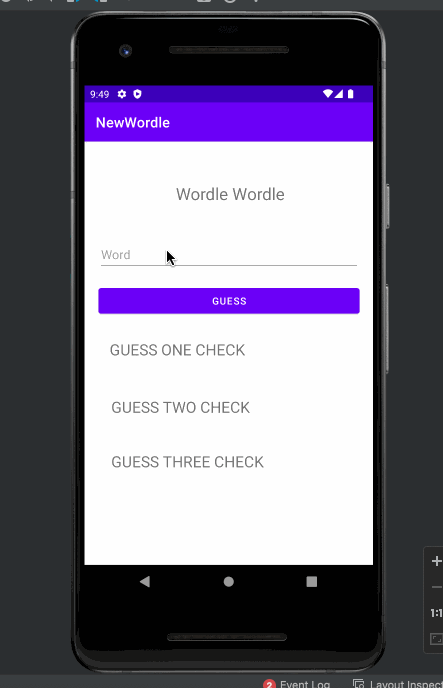 9:49
NewWordle
Wordle Wordle
Word
GUESS
GUESS ONE CHECK
GUESS TWO CHECK
GUESS THREE CHECK
1:1
2 Event Log Layout Inspect